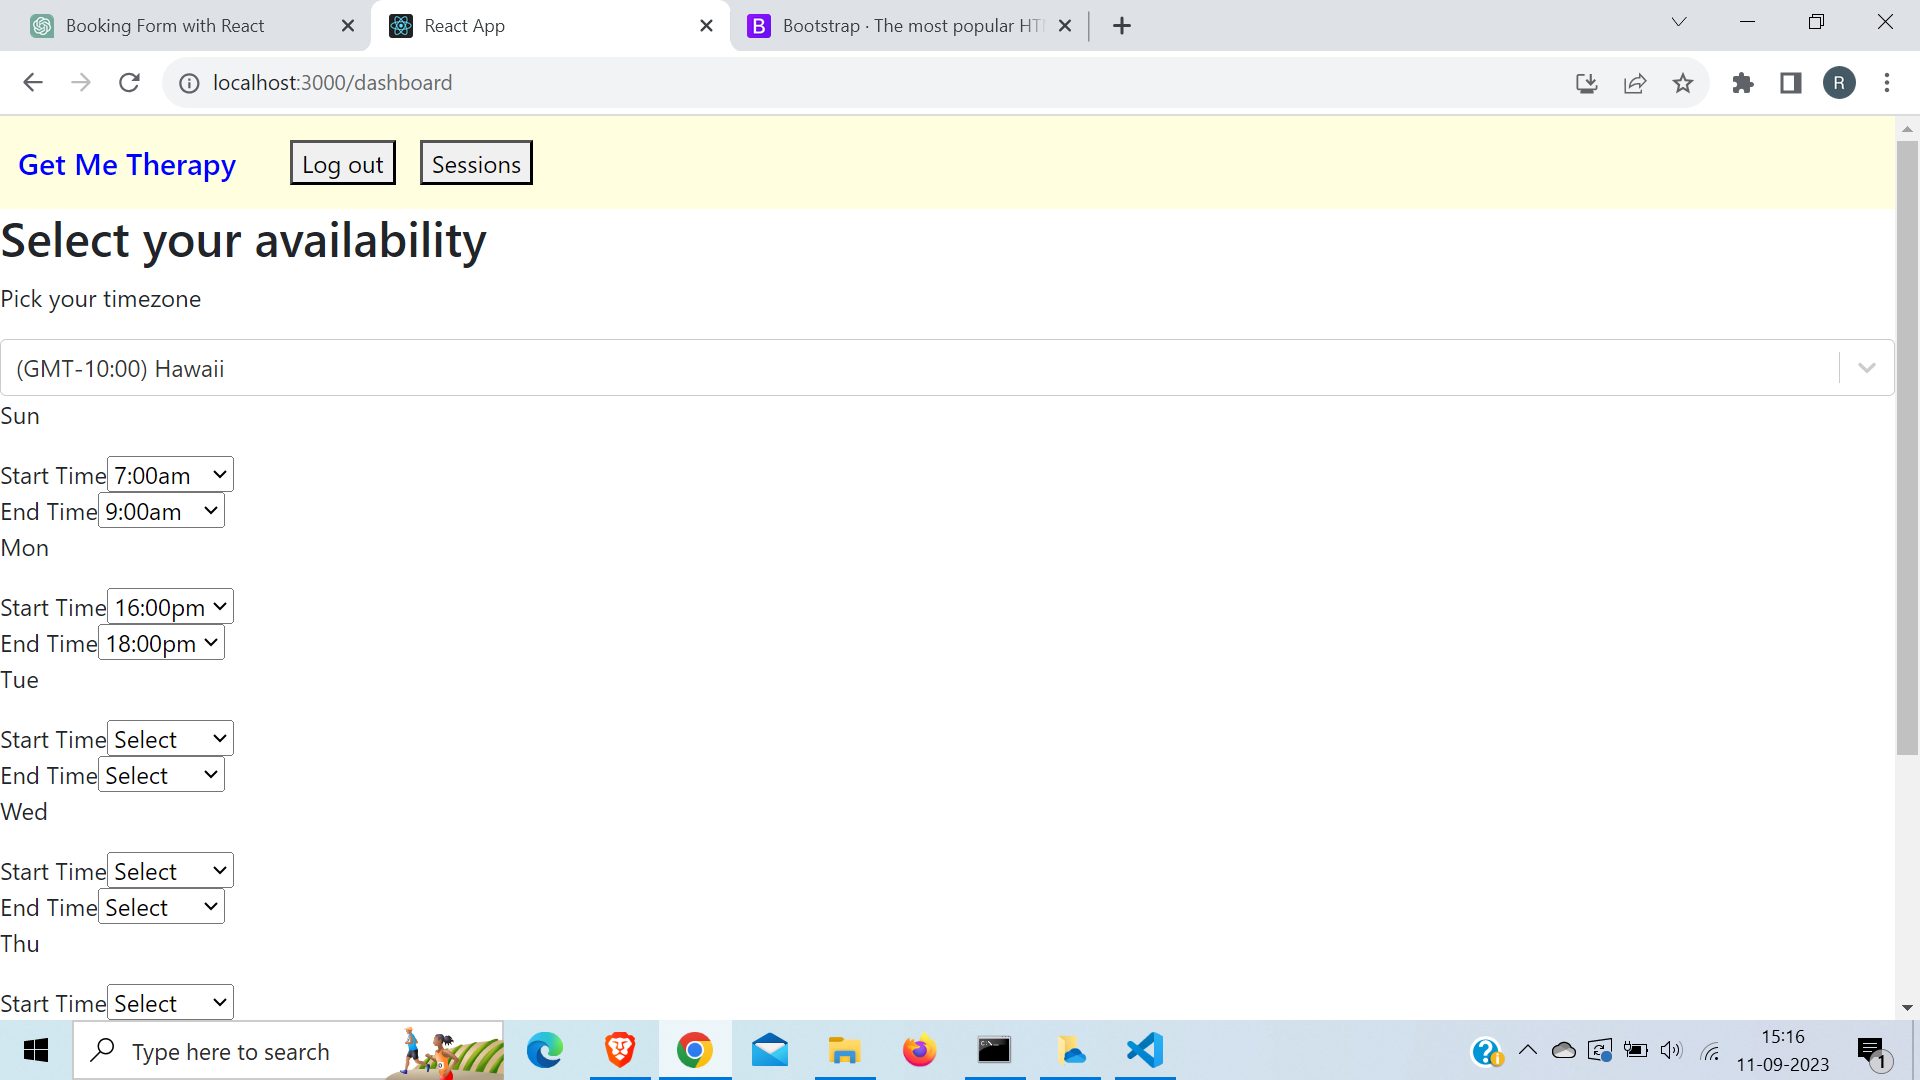 Booking Form with React
React App
Bootstrap · The most popular HT
localhost:3000/dashboard
R
Get Me Therapy
Log out
Sessions
Select your availability
Pick your timezone
(GMT-10:00) Hawaii
Sun
Start Time 7:00am
End Time 9:00am
Mon
Start Time 16:00pm
End Time 18:00pm
Tue
Start Time Select
End Time Select
Wed
Start Time Select
End Time Select
Thu
Start Time Select
Type here to search
15:16
11-09-2023
1